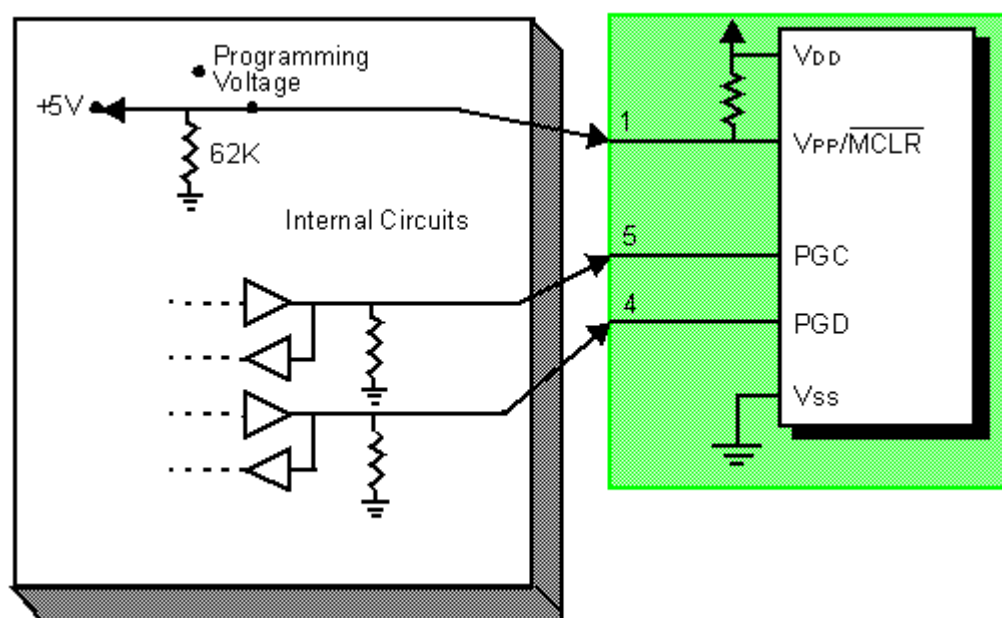 Programming
Voltage
+5V
62K
Internal Circuits
1
5
4
VDD
VPP/MCLR
PGC
PGD
VSS